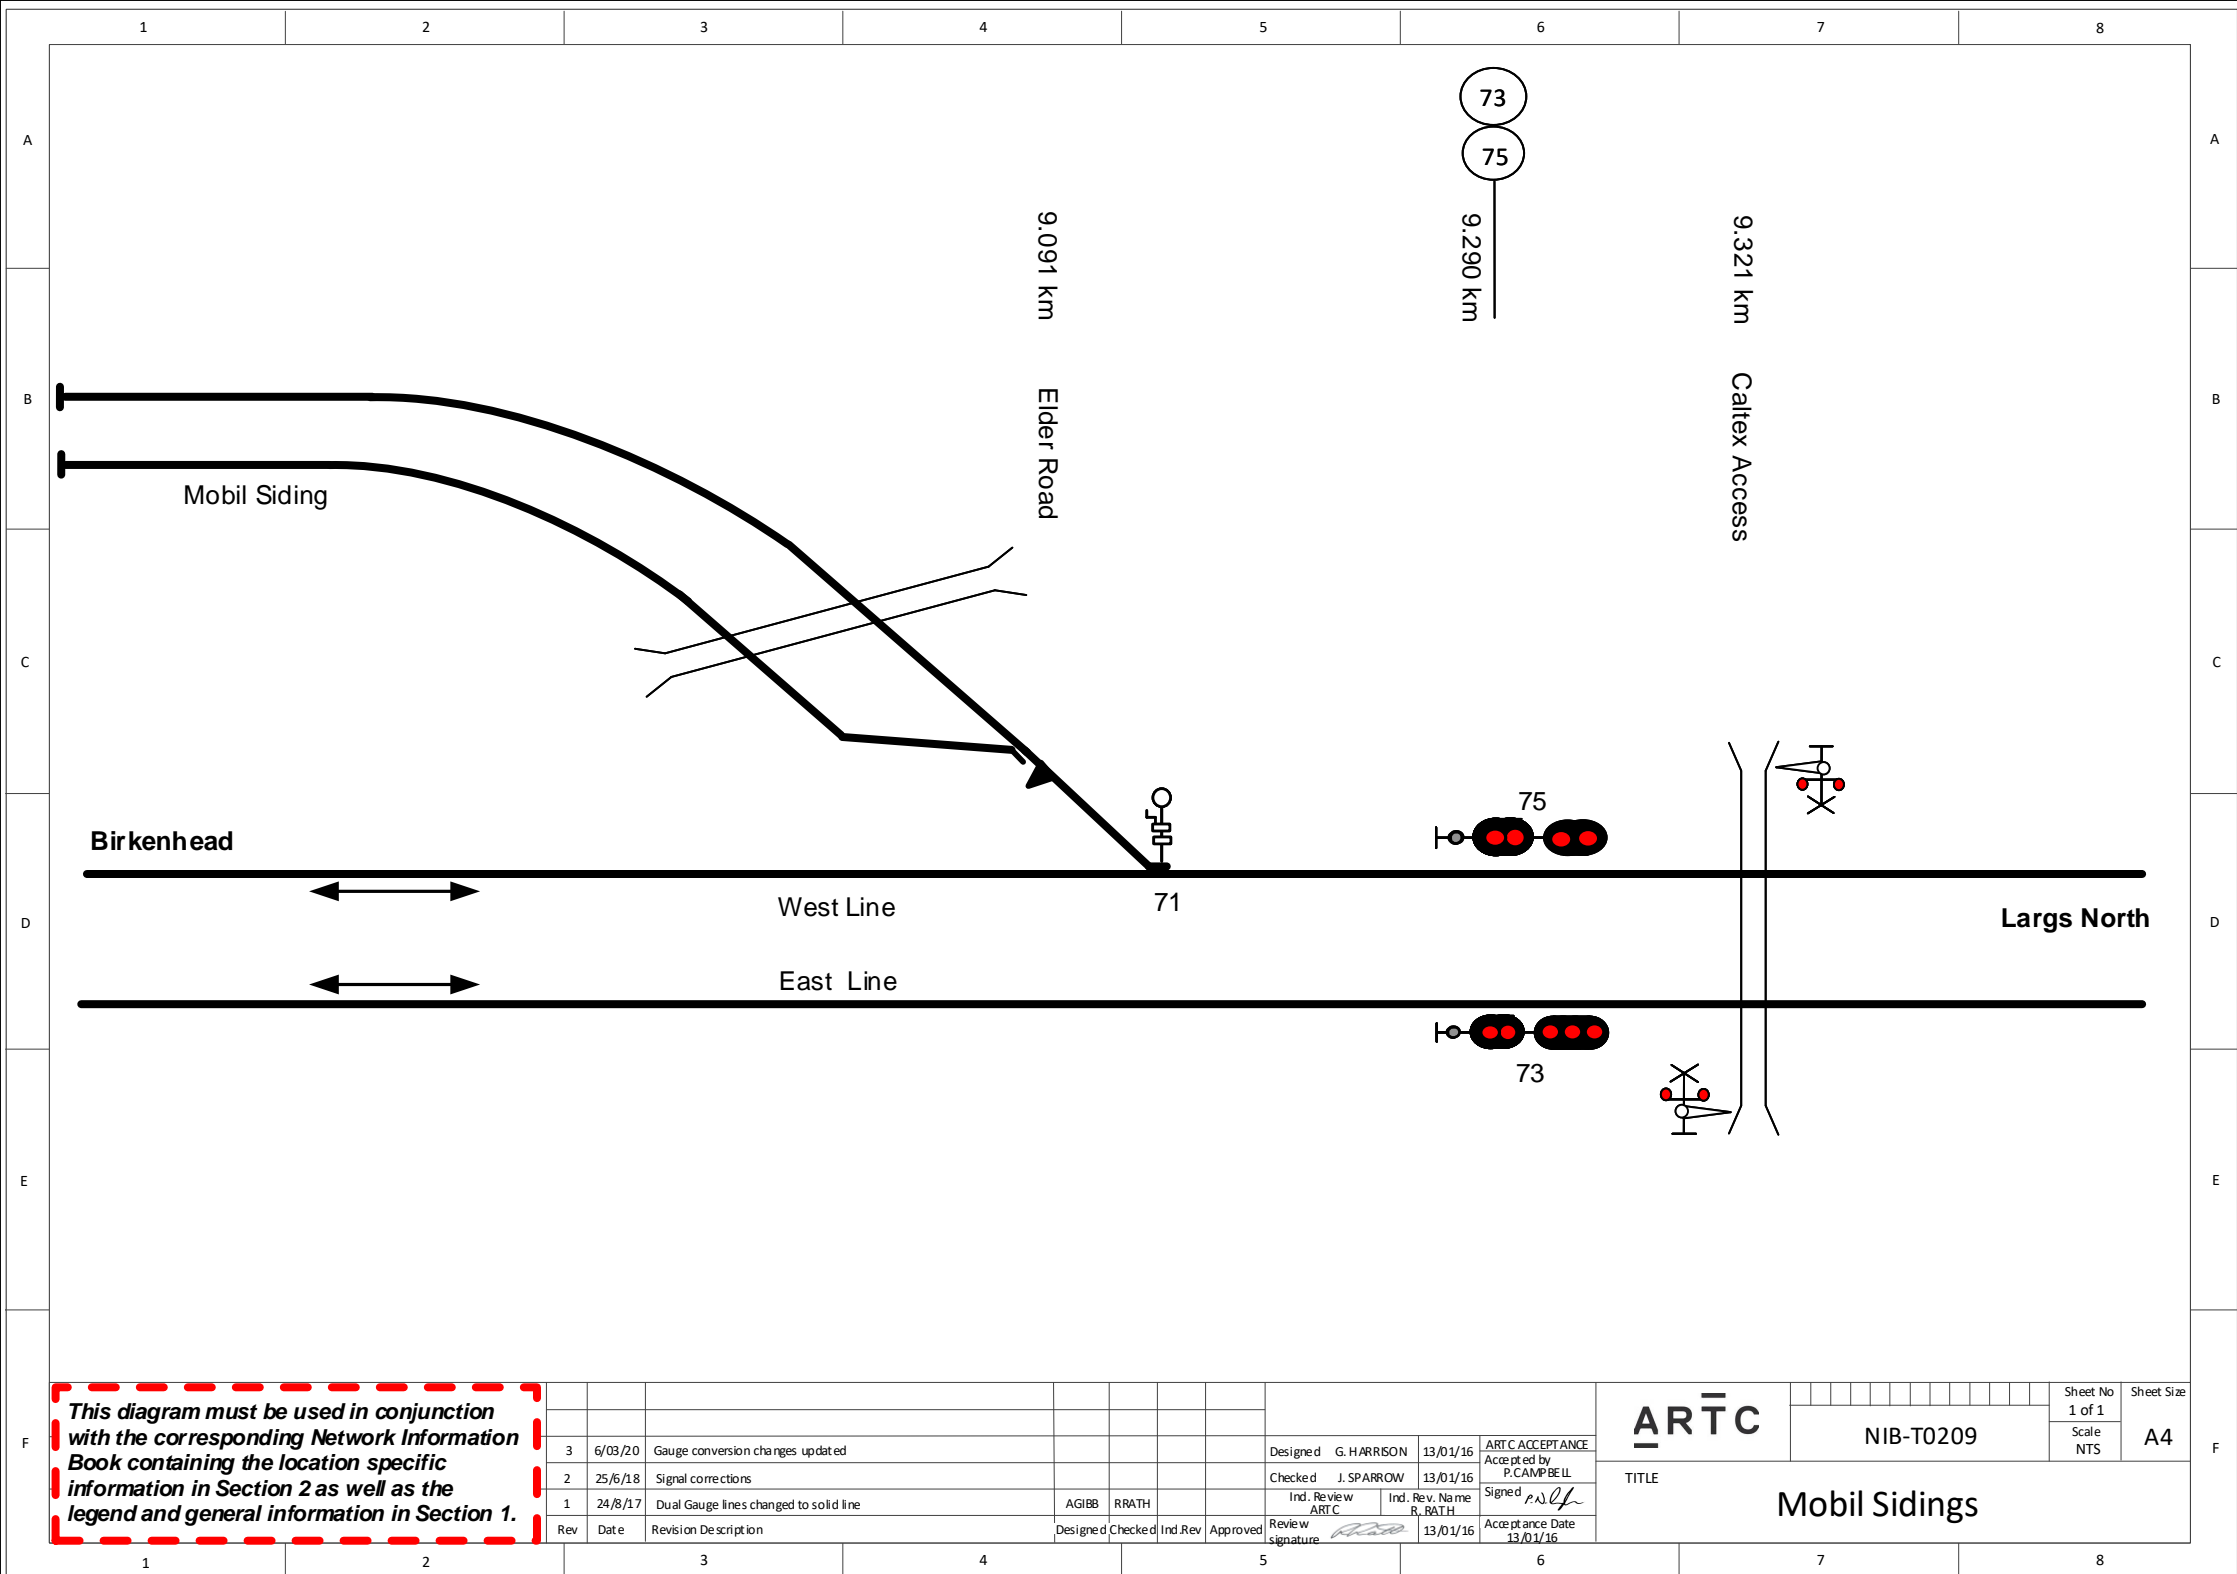 1 2 3 4 5 6 7 8
A A
B B
C C
D D
E E
F F
73
75
9.091 km Elder Road
9.290 km
9.321 km Caltex Access
Mobil Siding
75
Birkenhead
West Line
71
Largs North
East Line
73
This diagram must be used in conjunction
with the corresponding Network Information
Book containing the location specific
information in Section 2 as well as the
legend and general information in Section 1.
3 6/03/20 Gauge conversion changes updated
2 25/6/18 Signal corrections
1 24/8/17 Dual Gauge lines changed to solid line AGIBB RRATH
Rev Date Revision Description Designed Checked Ind.Rev Approved
Designed G. HARRISON 13/01/16
Checked J. SPARROW 13/01/16
Ind. Review
ARTC
Ind. Rev. Name
R. RATH
Review
signature
13/01/16
ARTC ACCEPTANCE
Accepted by
P.CAMPBELL
Signed
Acceptance Date
13/01/16
ARTC
NIB-T0209
Sheet No
1 of 1
Scale
NTS
Sheet Size
A4
TITLE
Mobil Sidings
1 2 3 4 5 6 7 8